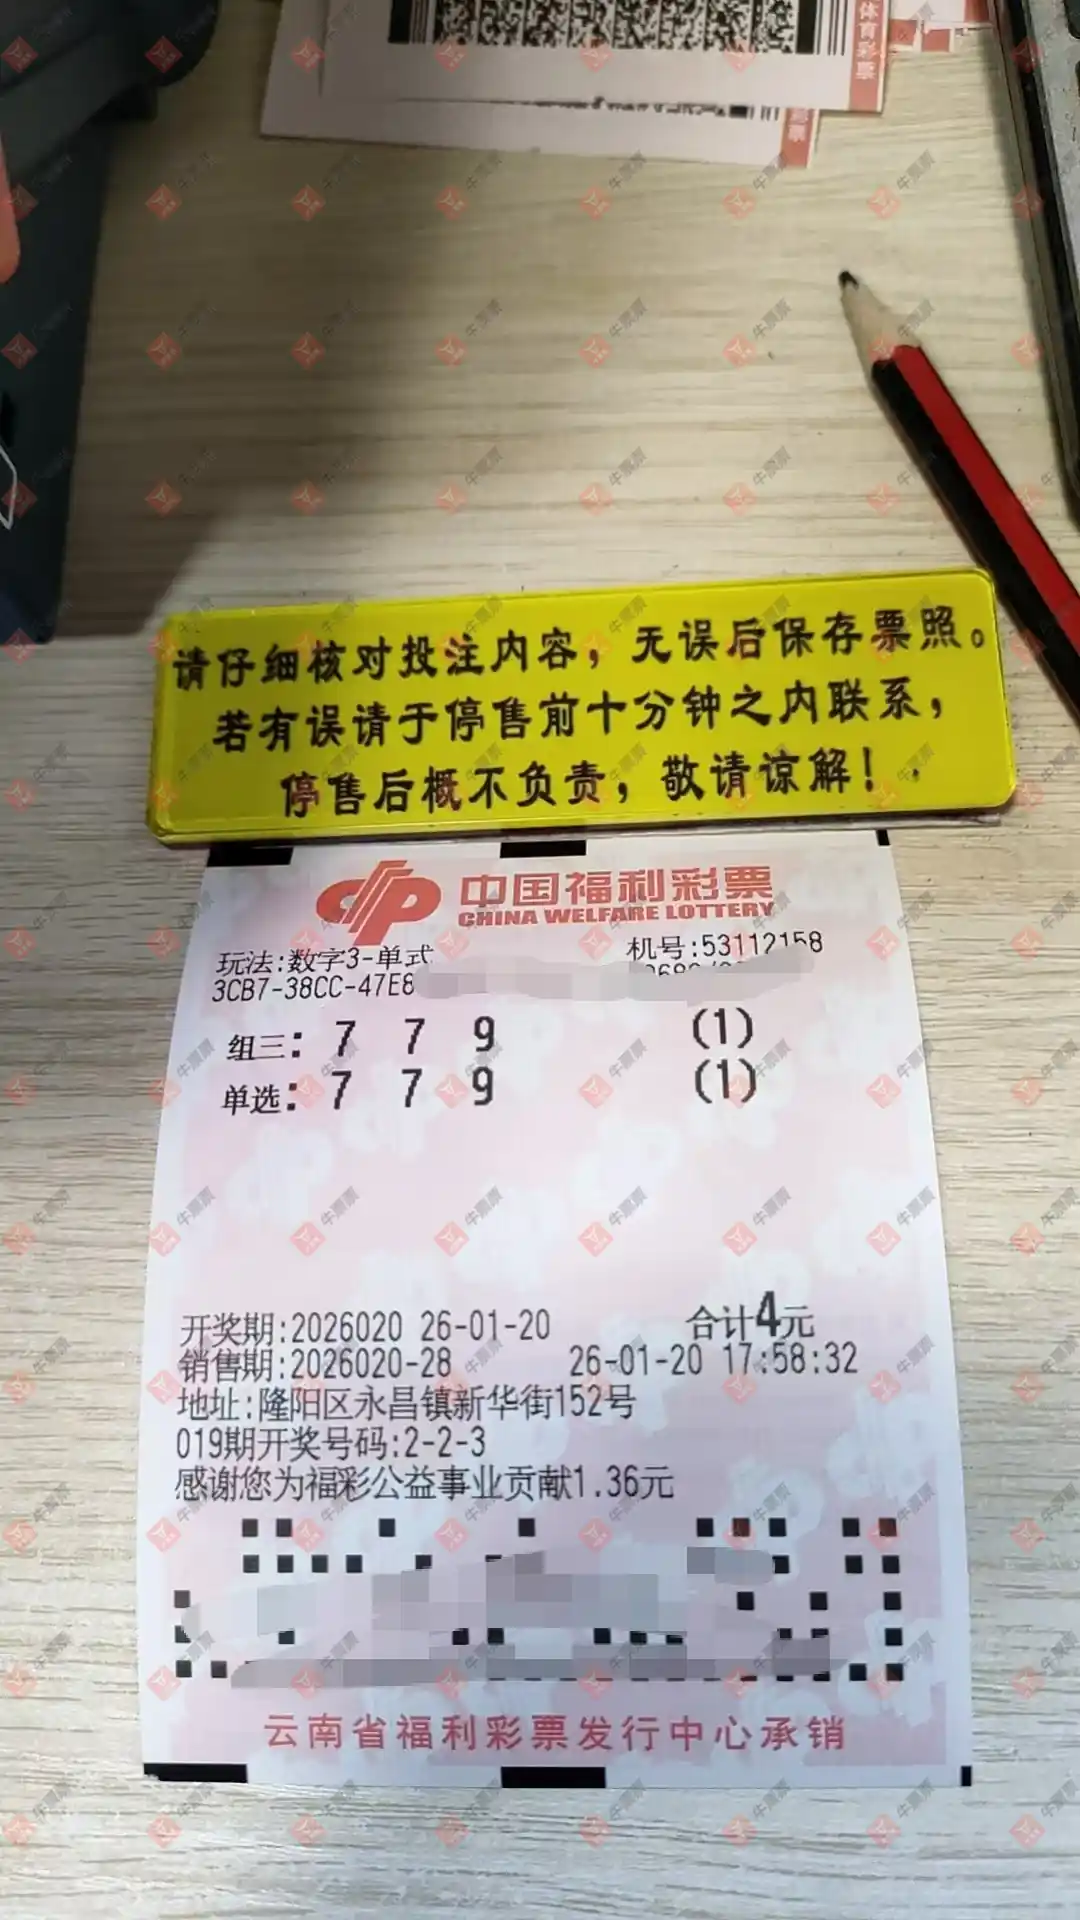 体育彩票
请仔细核对投注内容，无误后保存票照。
若有误请于停售前十分钟之内联系，
停售后概不负责，敬请谅解！
中国福利彩票
CHINA WELFARE LOTTERY
玩法:数字3-单式 机号:53112158
3CB7-38CC-47E8
组三: 7 7 9 (1)
单选: 7 7 9 (1)
开奖期:2026020 26-01-20 合计4元
销售期:2026020-28 26-01-20 17:58:32
地址:隆阳区永昌镇新华街152号
019期开奖号码:2-2-3
感谢您为福彩公益事业贡献1.36元
云南省福利彩票发行中心承销
牛票票